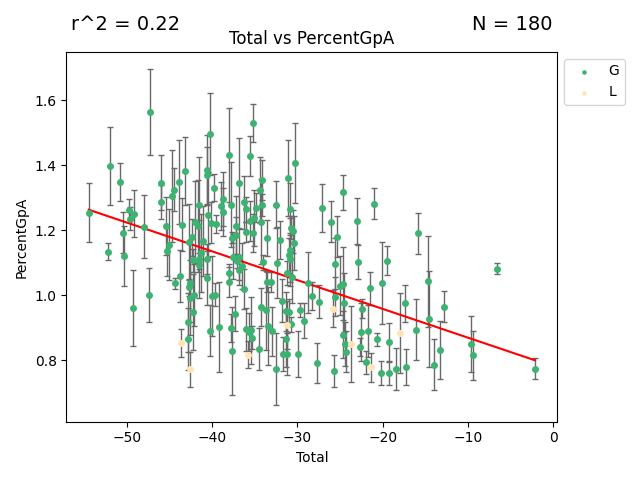 r^2 = 0.22
N = 180
Total vs PercentGpA
G
L
PercentGpA
1.6
1.4
1.2
1.0
0.8
−50
−40
−30
−20
−10
0
Total